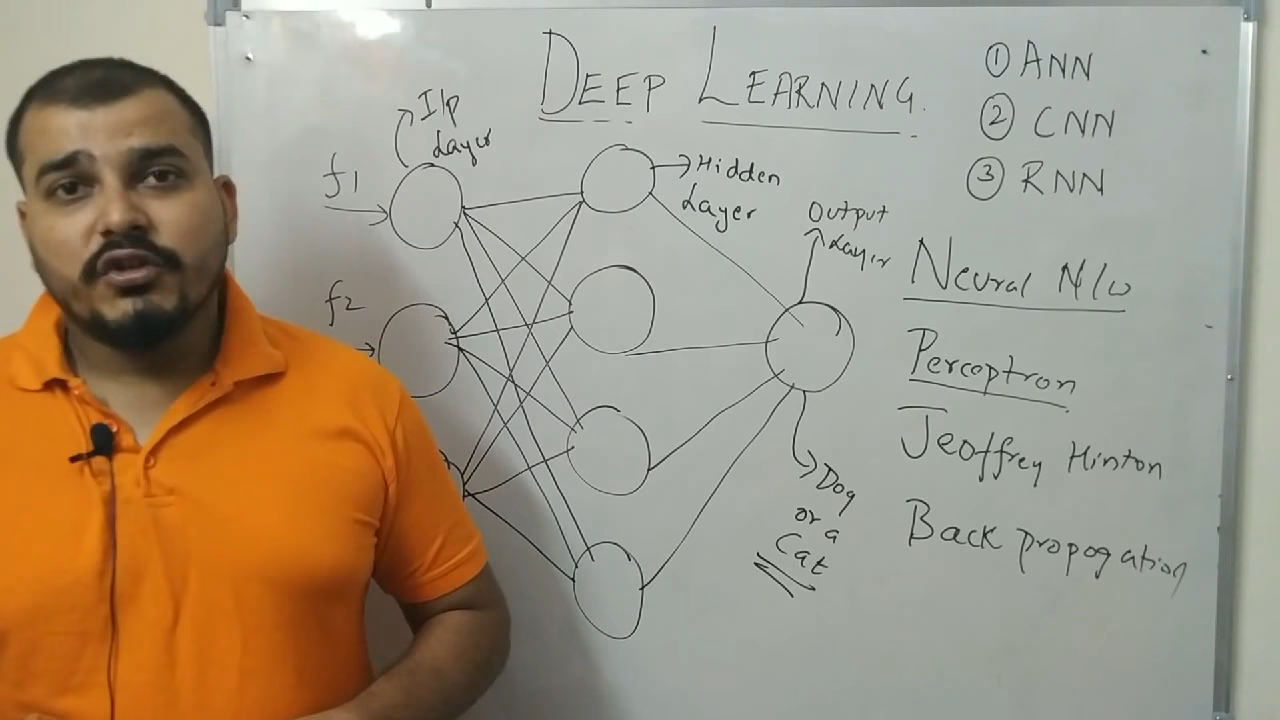 DEEP LEARNING.
① ANN
② CNN
③ RNN
I/p
Layer
f1
Hidden
Layer
Output
Layer
f2
Neural N/w
Perceptron
Jeoffrey Hinton
Back propogation
Dog
or a
Cat